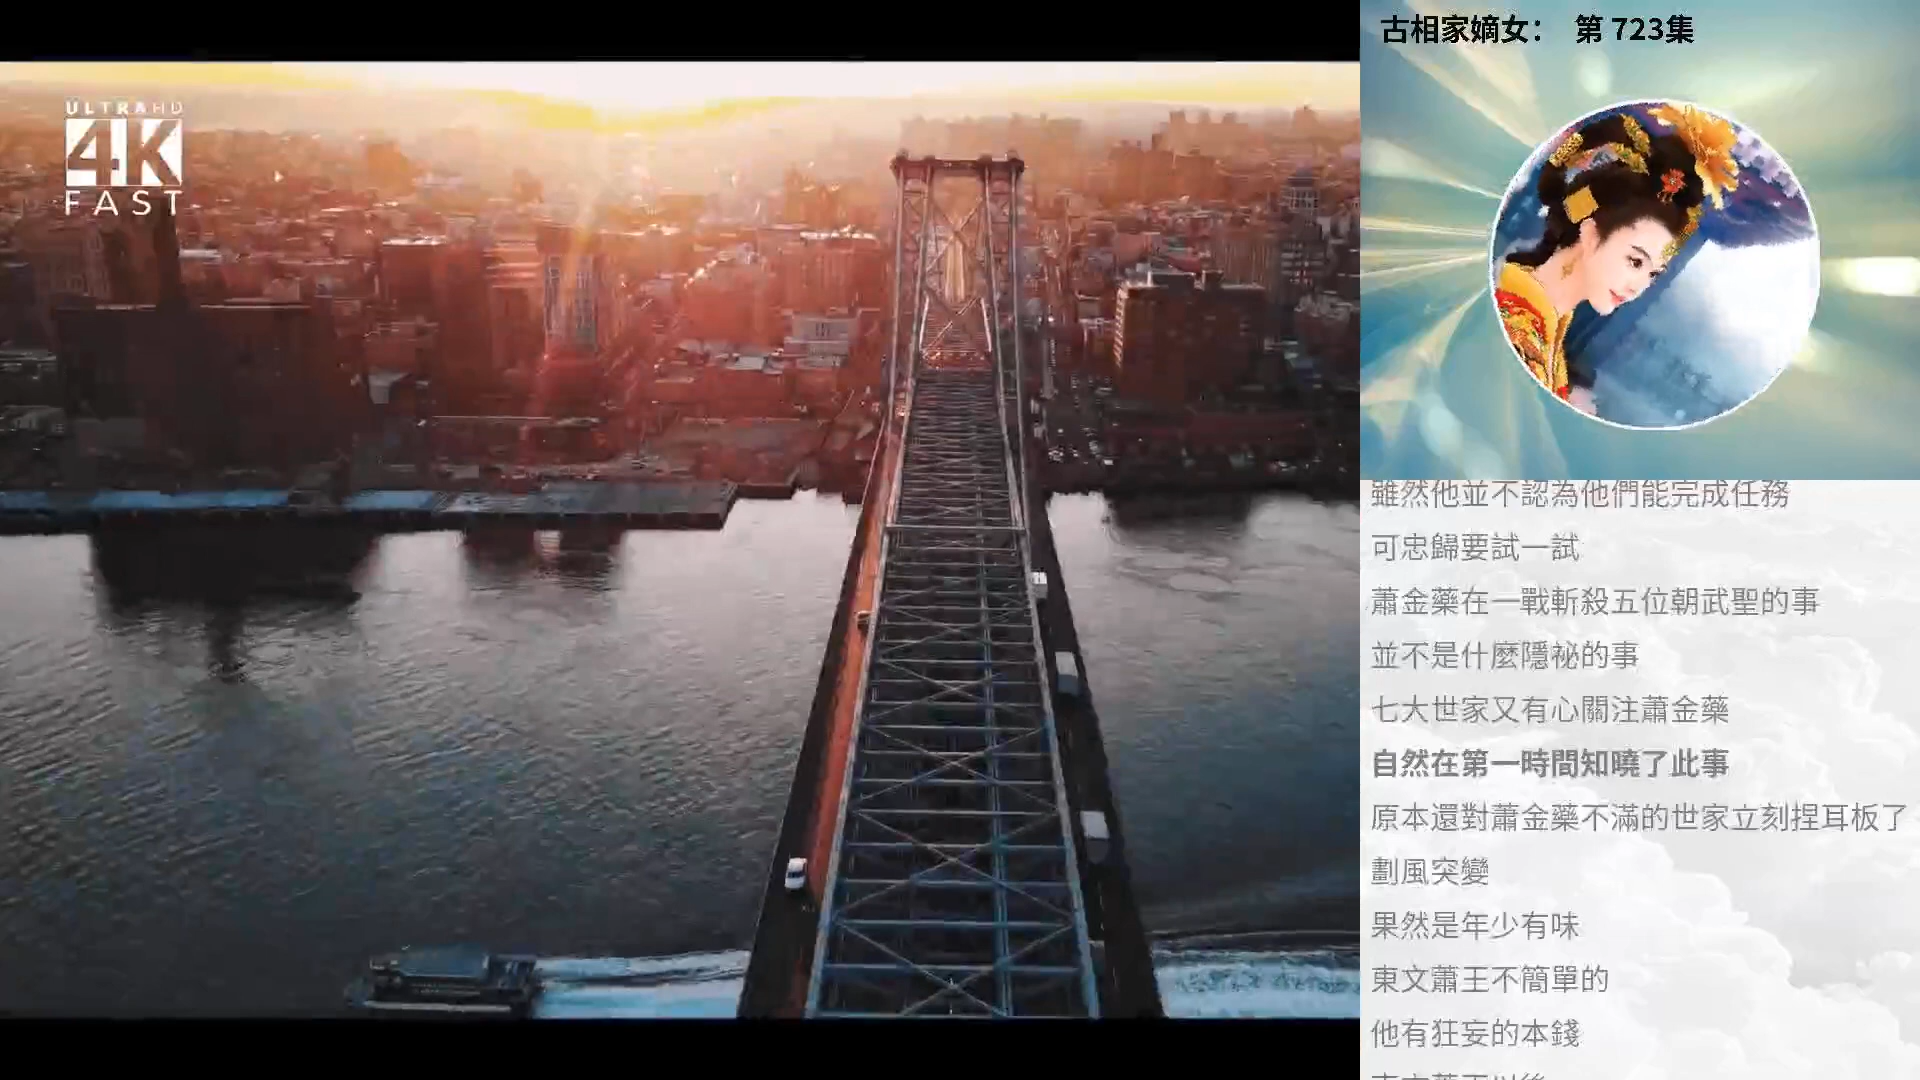 ULTRAHD
4K
FAST
古相家嫡女： 第 723集
雖然他並不認為他們能完成任務
可忠歸要試一試
蕭金藥在一戰斬殺五位朝武聖的事
並不是什麼隱祕的事
七大世家又有心關注蕭金藥
自然在第一時間知曉了此事
原本還對蕭金藥不滿的世家立刻捏耳板了
劃風突變
果然是年少有味
東文蕭王不簡單的
他有狂妄的本錢